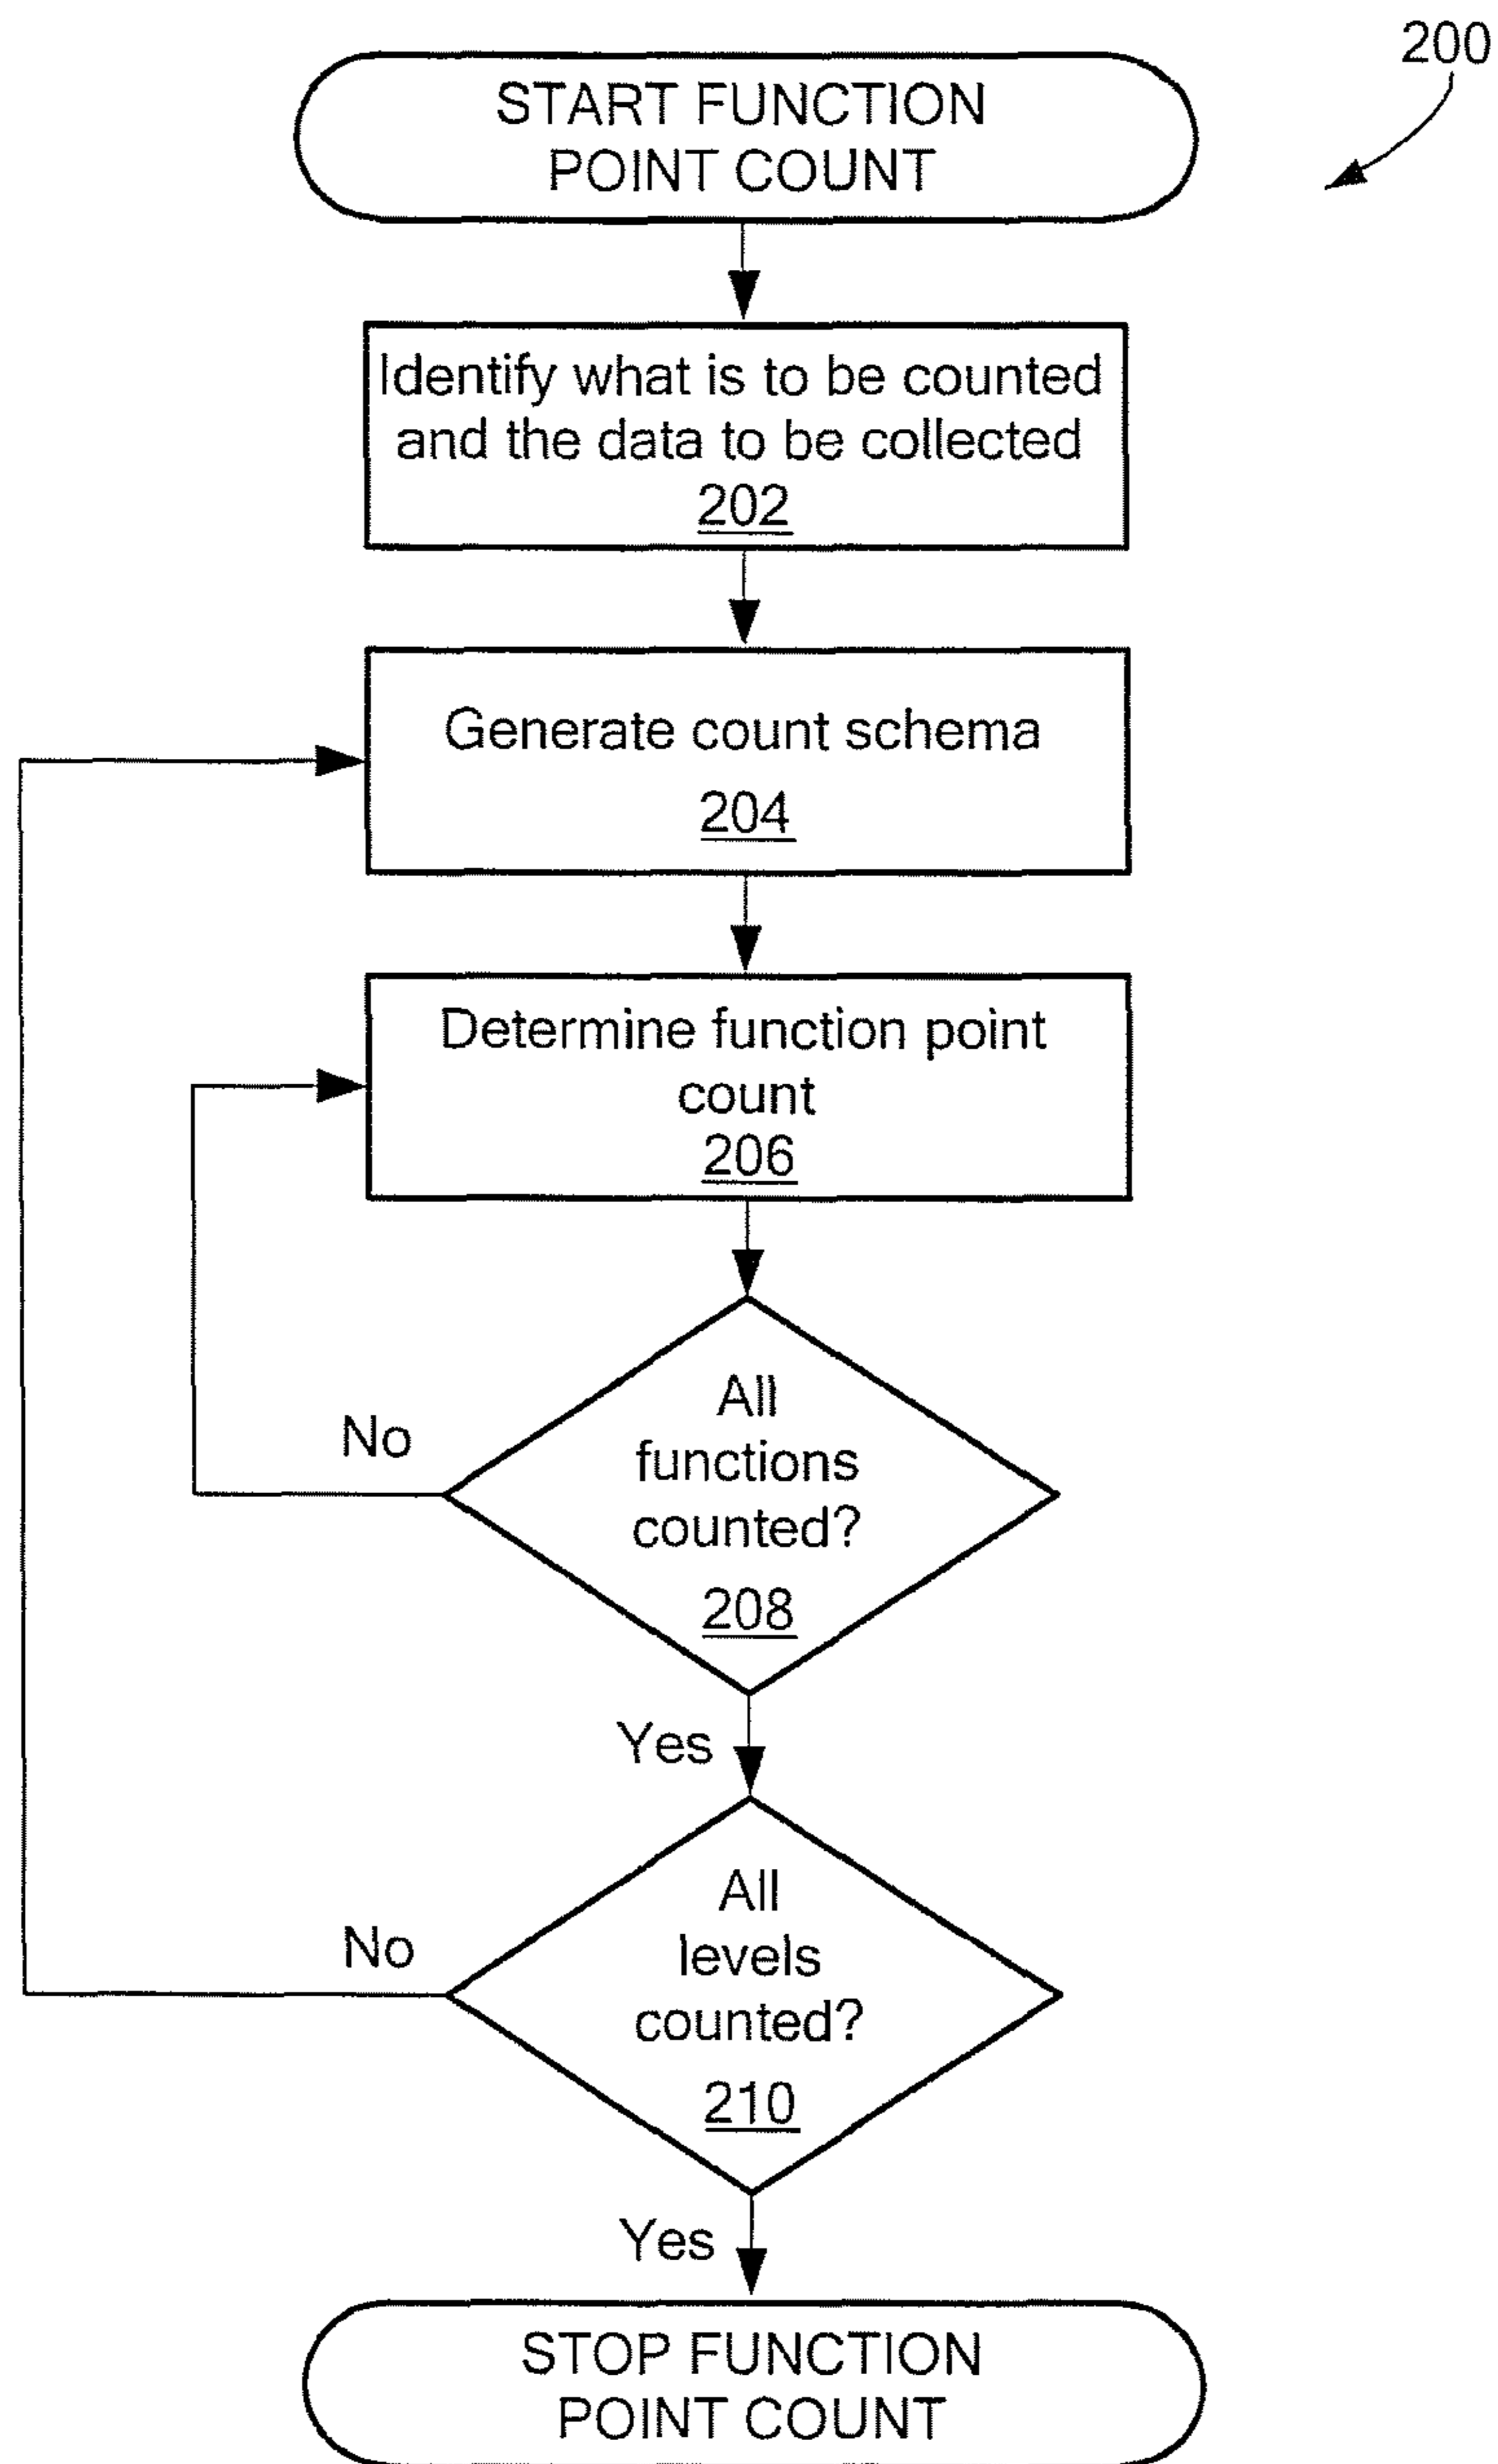 200
START FUNCTION
POINT COUNT
Identify what is to be counted
and the data to be collected
202
Generate count schema
204
Determine function point
count
206
All
functions
counted?
208
No
Yes
All
levels
counted?
210
No
Yes
STOP FUNCTION
POINT COUNT